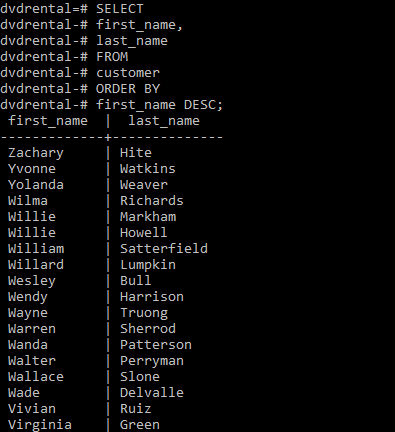 dvdrental=# SELECT
dvdrental-# first_name,
dvdrental-# last_name
dvdrental-# FROM
dvdrental-# customer
dvdrental-# ORDER BY
dvdrental-# first_name DESC;
 first_name  |  last_name
-------------+--------------
 Zachary     | Hite
 Yvonne      | Watkins
 Yolanda     | Weaver
 Wilma       | Richards
 Willie      | Markham
 Willie      | Howell
 William     | Satterfield
 Willard     | Lumpkin
 Wesley      | Bull
 Wendy       | Harrison
 Wayne       | Truong
 Warren      | Sherrod
 Wanda       | Patterson
 Walter      | Perryman
 Wallace     | Slone
 Wade        | Delvalle
 Vivian      | Ruiz
 Virginia    | Green